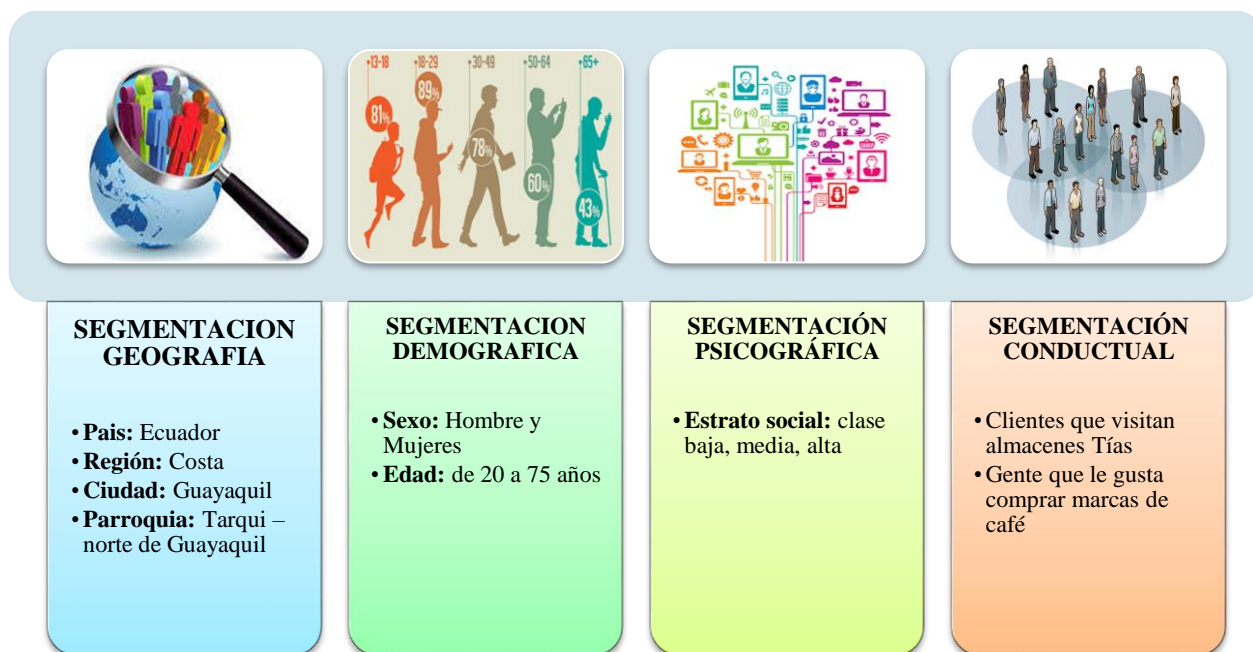 •13-18 •18-29 •30-49 •50-64 •65+
81% 89% 78% 60% 43%
SEGMENTACION
GEOGRAFIA
• Pais: Ecuador
• Región: Costa
• Ciudad: Guayaquil
• Parroquia: Tarqui –
norte de Guayaquil
SEGMENTACION
DEMOGRAFICA
• Sexo: Hombre y
Mujeres
• Edad: de 20 a 75 años
SEGMENTACIÓN
PSICOGRÁFICA
• Estrato social: clase
baja, media, alta
SEGMENTACIÓN
CONDUCTUAL
• Clientes que visitan
almacenes Tías
• Gente que le gusta
comprar marcas de
café